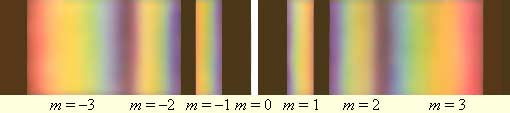 m = –3 m = –2 m = –1 m = 0 m = 1 m = 2 m = 3